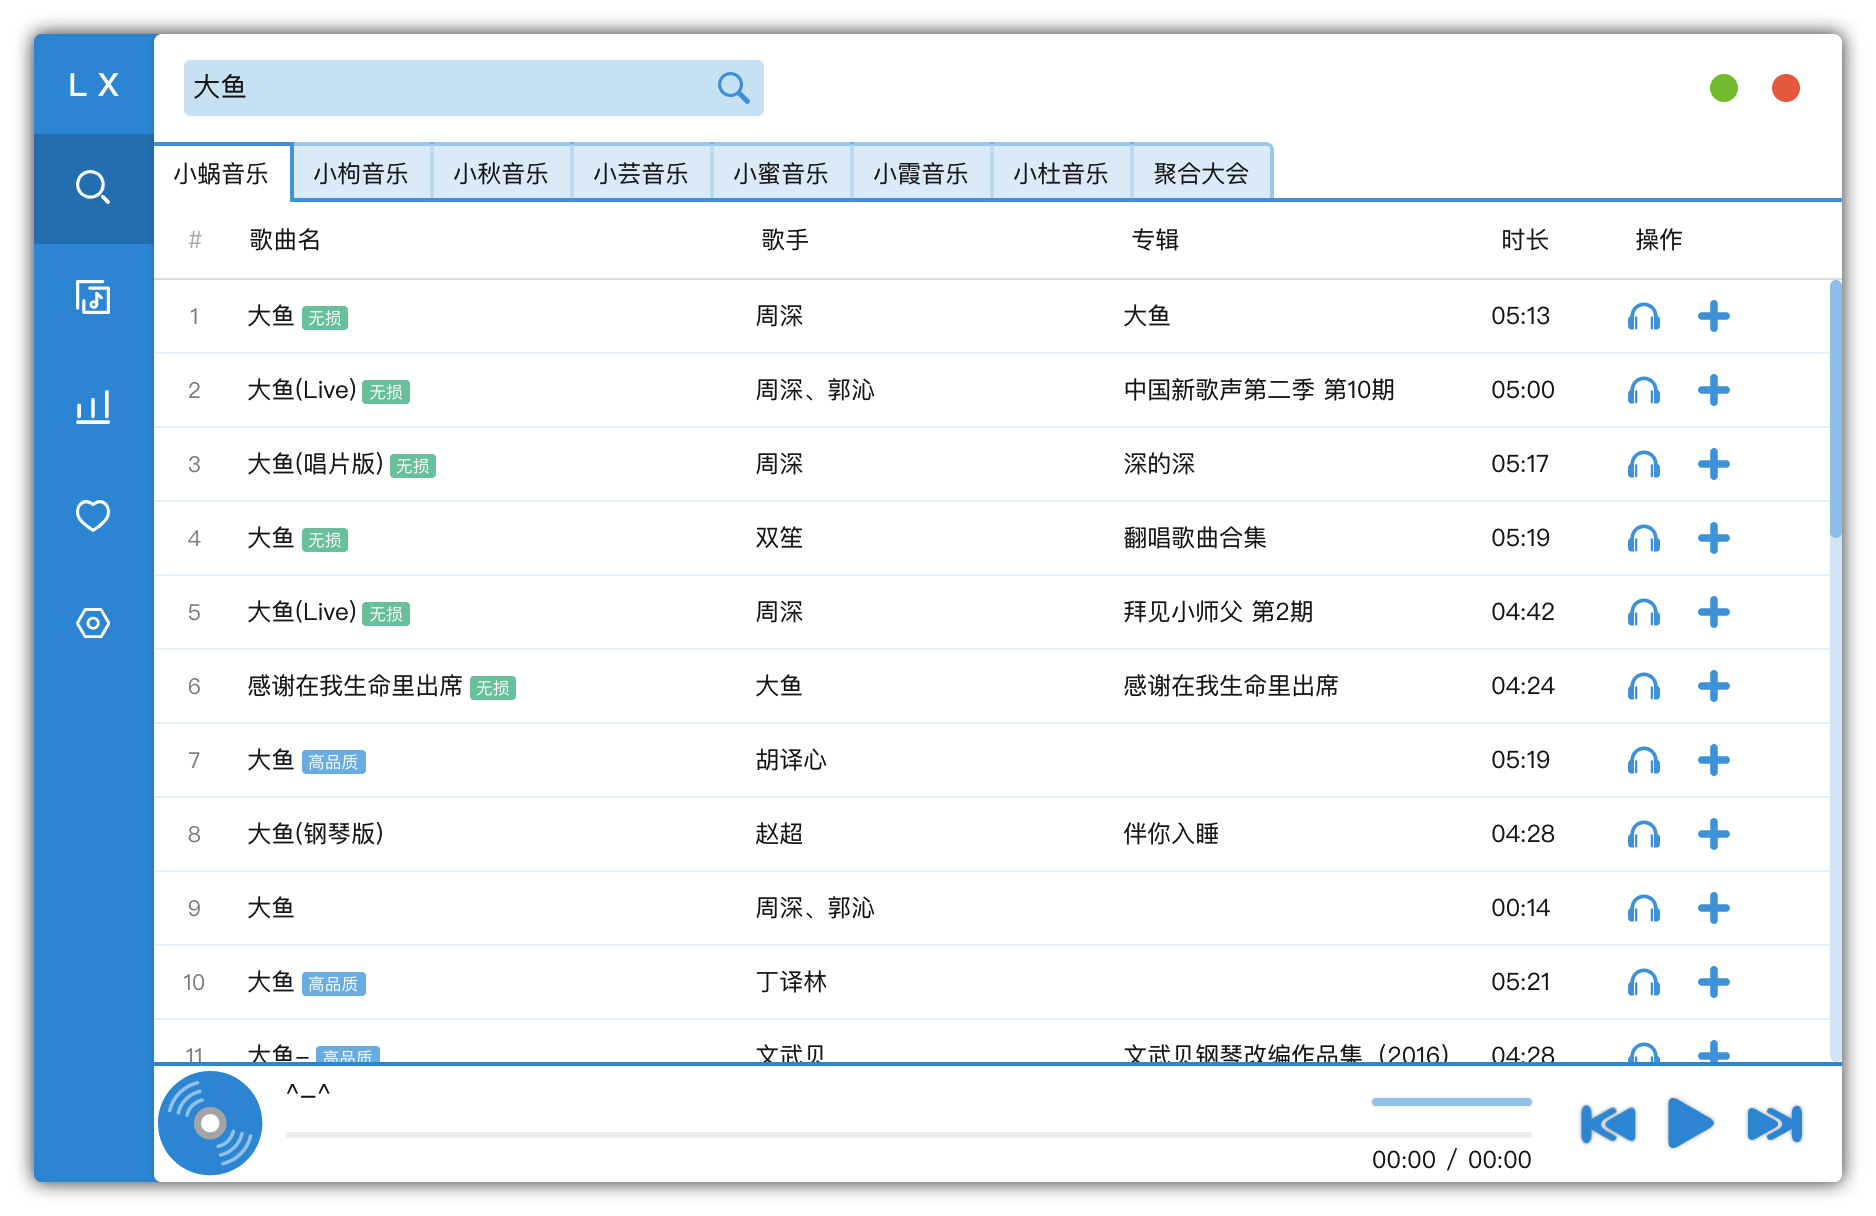 LX
大鱼
小蜗音乐 小枸音乐 小秋音乐 小芸音乐 小蜜音乐 小霞音乐 小杜音乐 聚合大会
# 歌曲名 歌手 专辑 时长 操作
1 大鱼 无损 周深 大鱼 05:13
2 大鱼(Live) 无损 周深、郭沁 中国新歌声第二季 第10期 05:00
3 大鱼(唱片版) 无损 周深 深的深 05:17
4 大鱼 无损 双笙 翻唱歌曲合集 05:19
5 大鱼(Live) 无损 周深 拜见小师父 第2期 04:42
6 感谢在我生命里出席 无损 大鱼 感谢在我生命里出席 04:24
7 大鱼 高品质 胡译心 05:19
8 大鱼(钢琴版) 赵超 伴你入睡 04:28
9 大鱼 周深、郭沁 00:14
10 大鱼 高品质 丁译林 05:21
11 大鱼– 高品质 文武贝 文武贝钢琴改编作品集（2016） 04:28
^_^
00:00 / 00:00